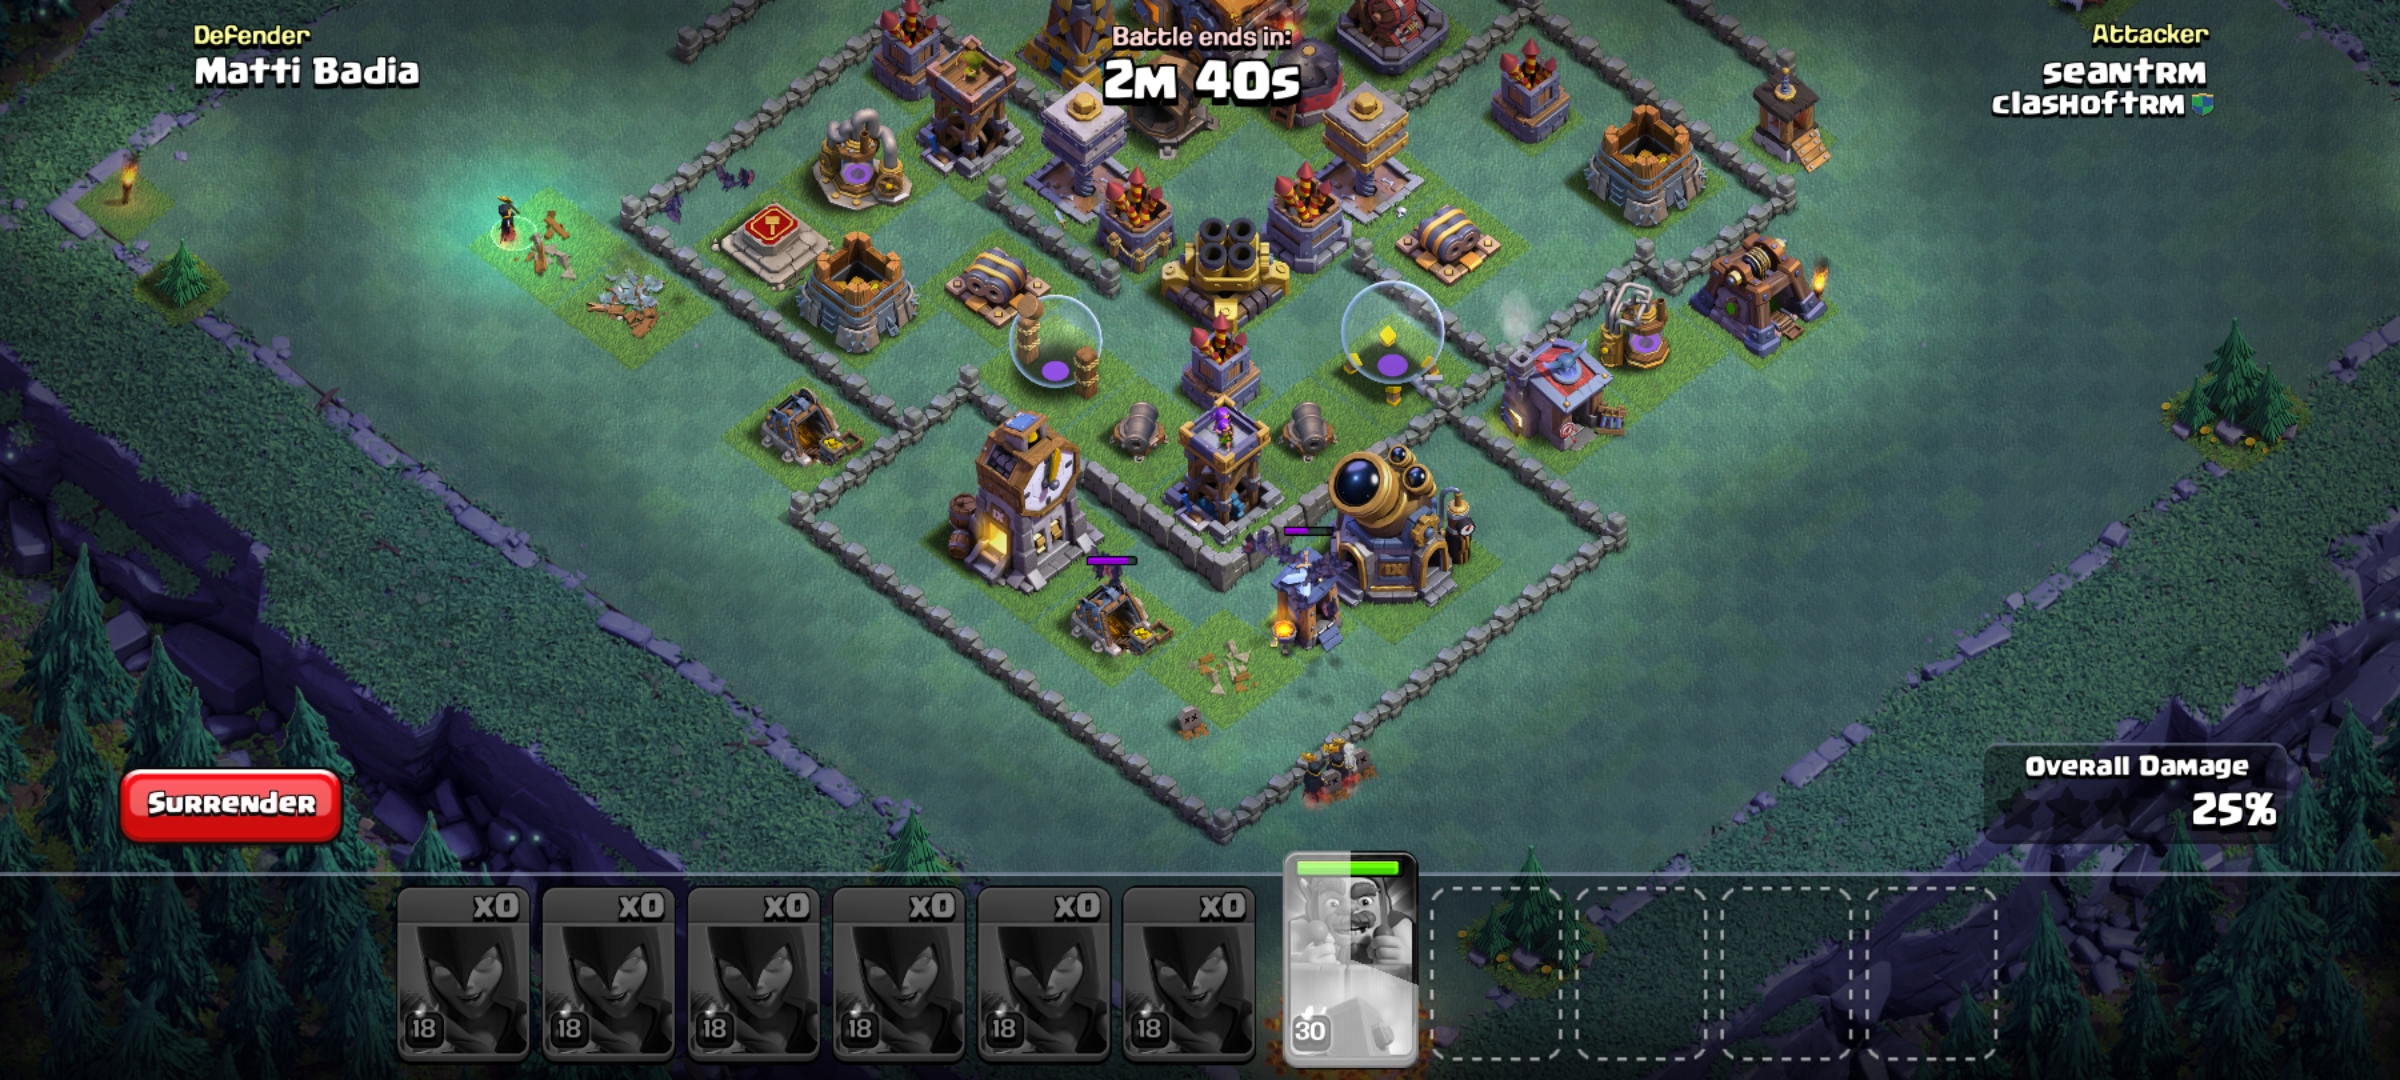 Defender
Matti Badia
Battle ends in:
2M 40s
Attacker
seantRM
clashoftRM
Surrender
Overall Damage
25%
x0
x0
x0
x0
x0
x0
18
18
18
18
18
18
30